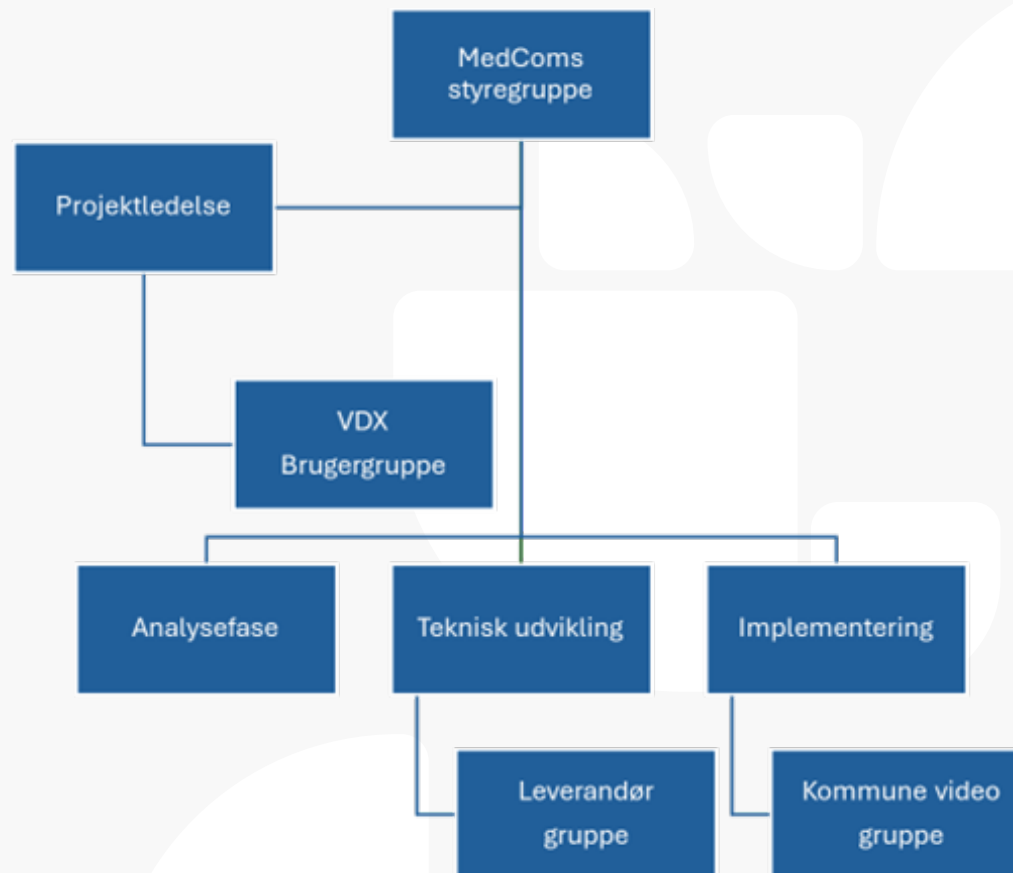 MedComs
styregruppe
Projektledelse
VDX
Brugergruppe
Analysefase
Teknisk udvikling
Implementering
Leverandør
gruppe
Kommune video
gruppe